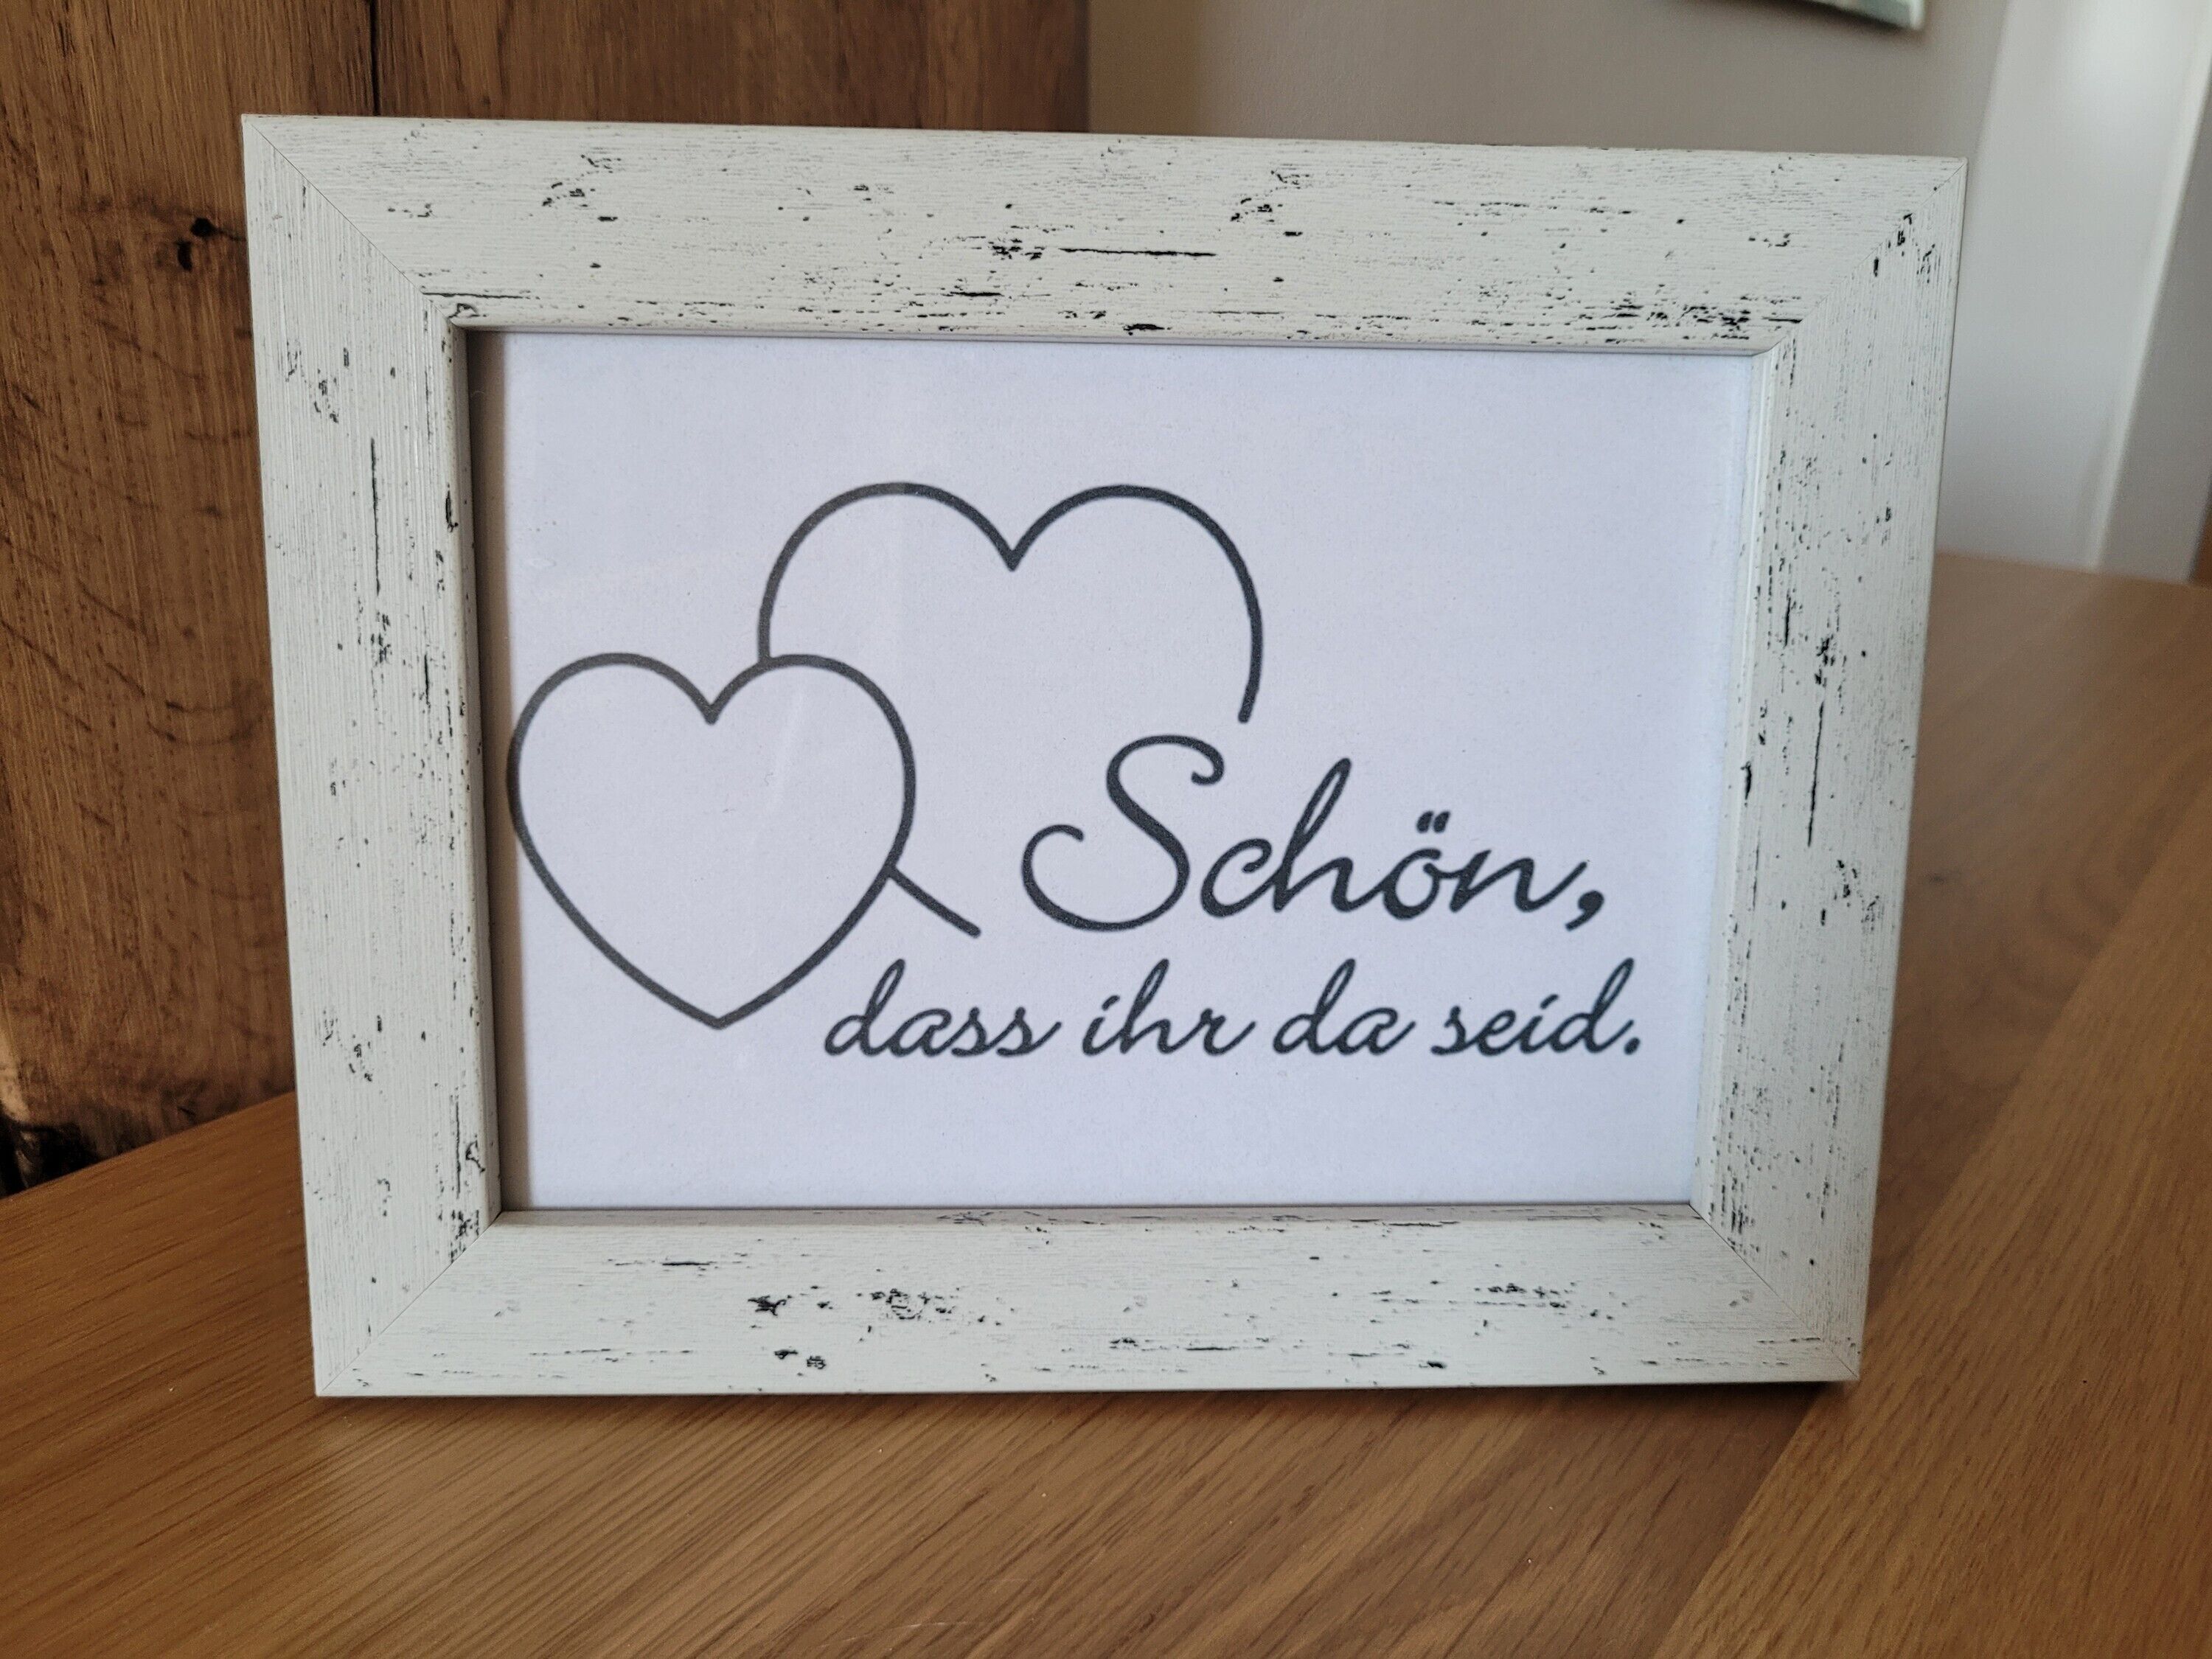 Schön,
dass ihr da seid.